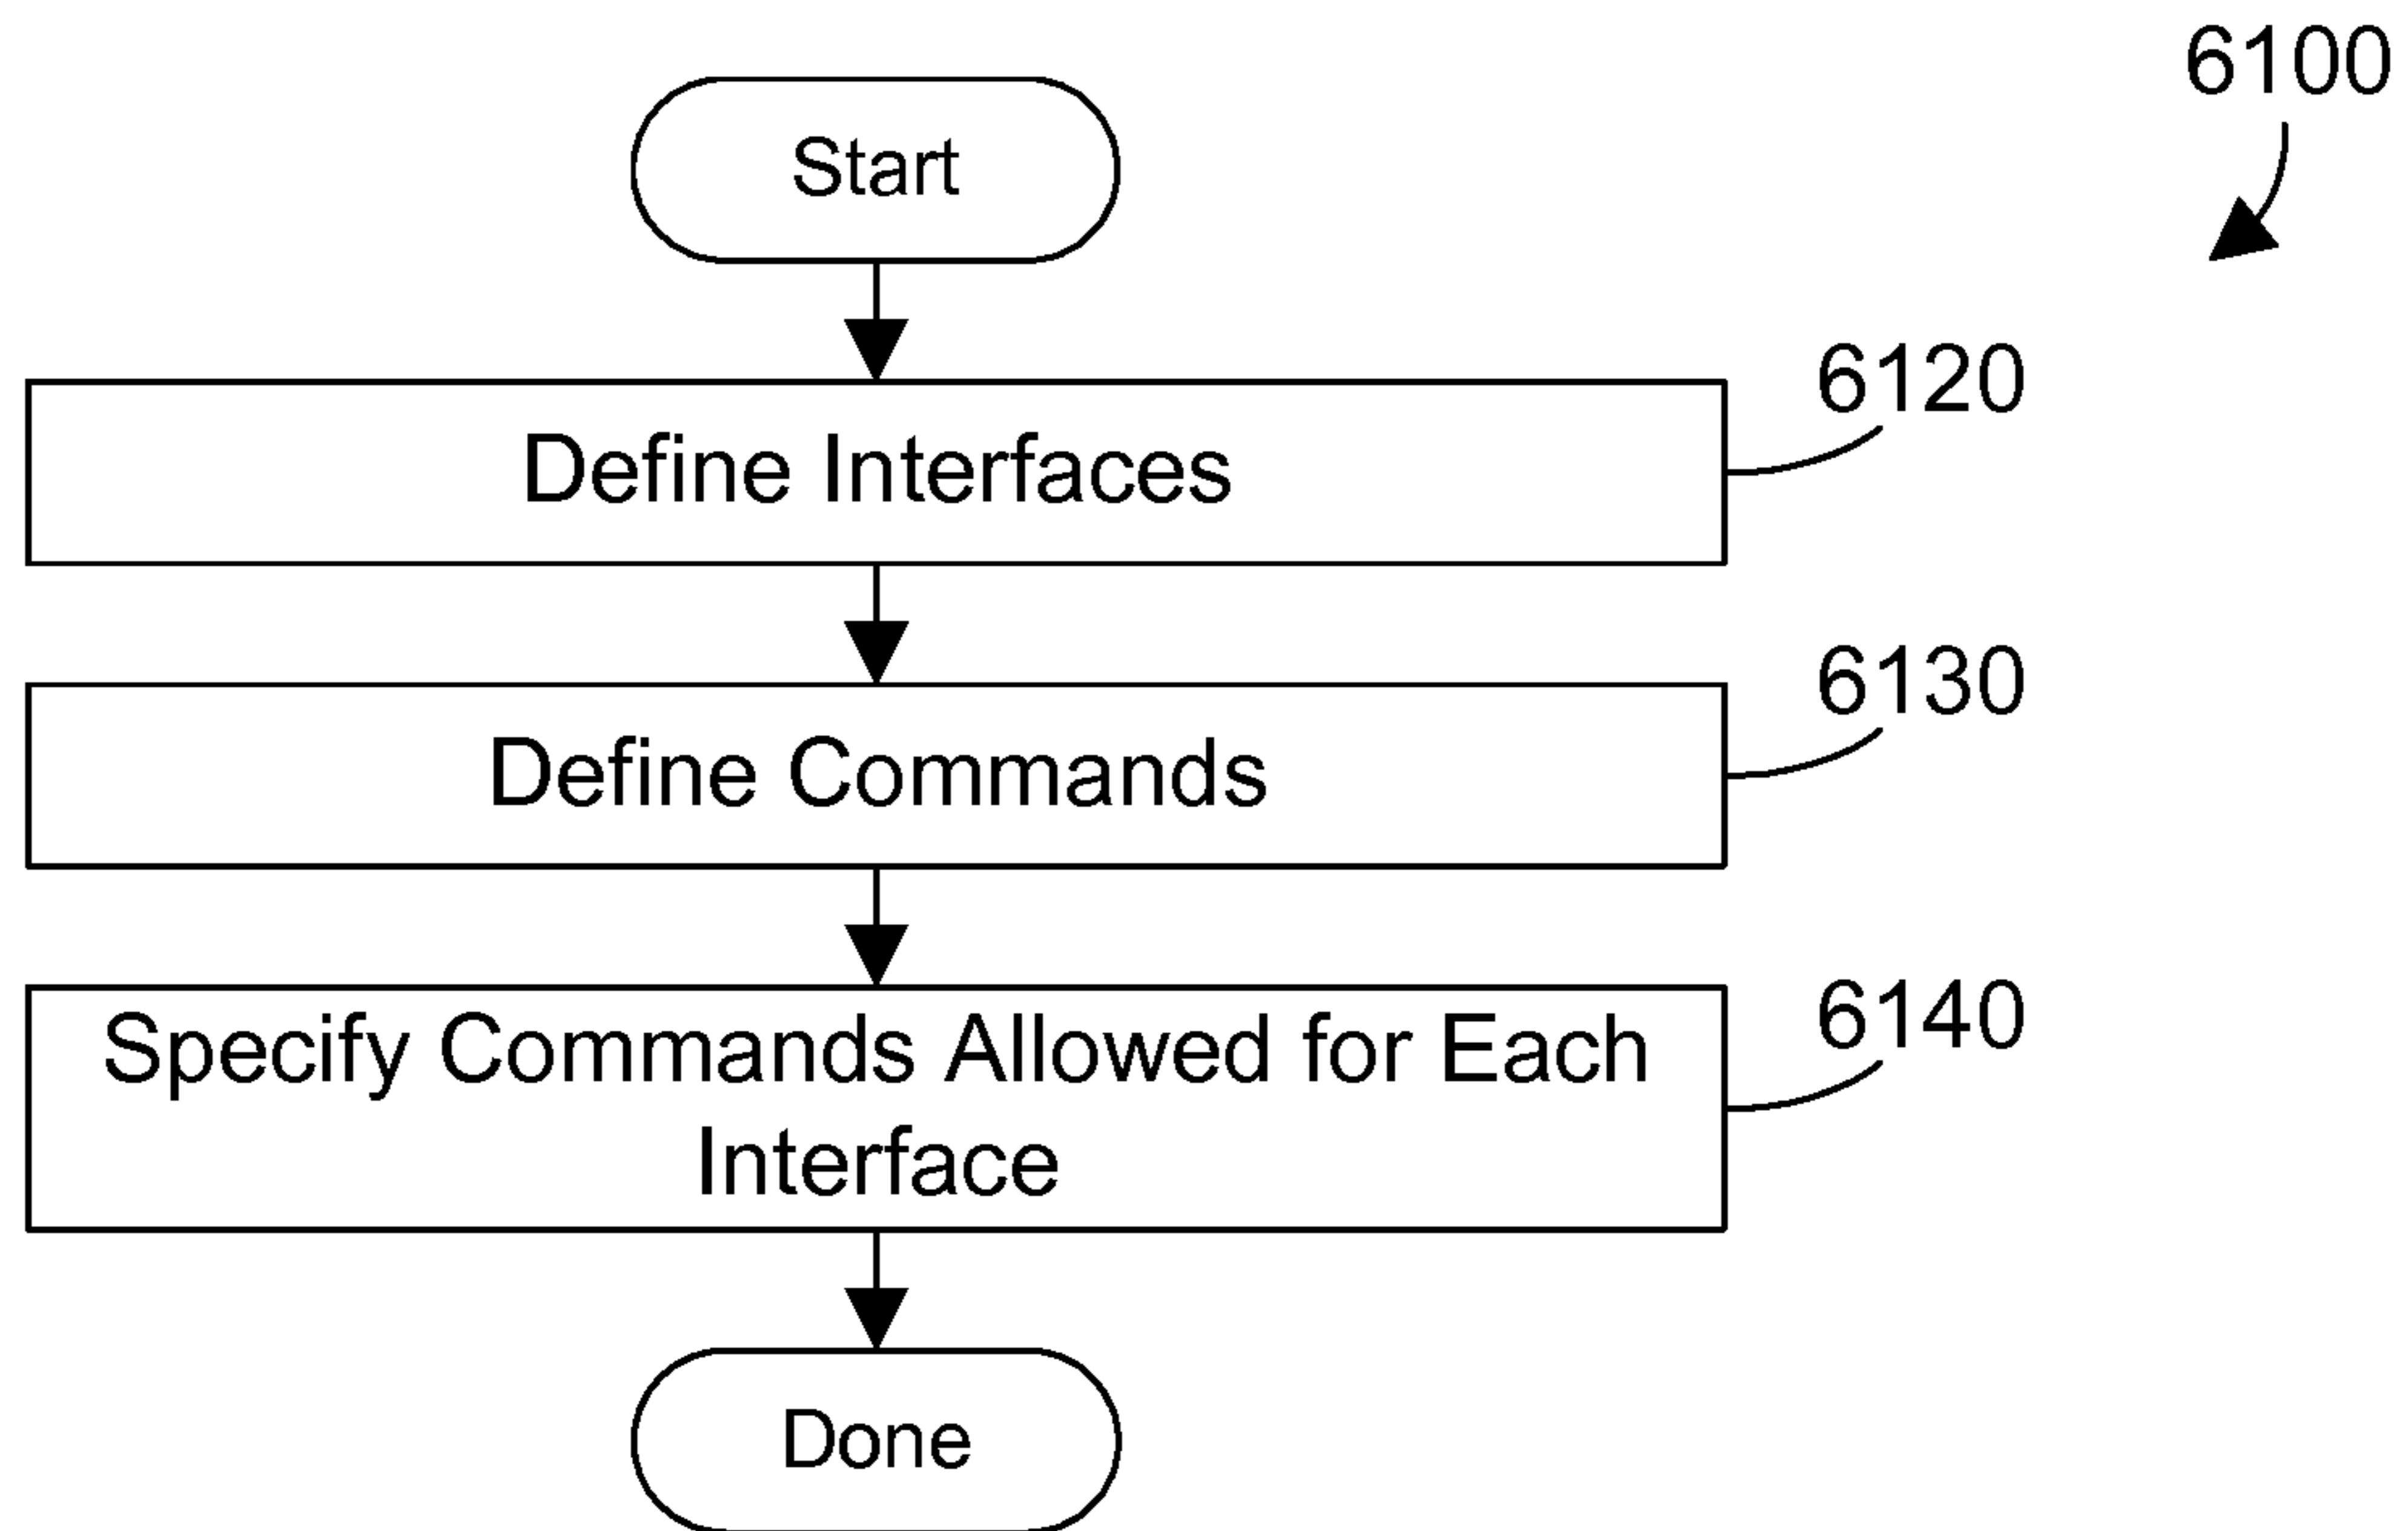 6100
Start
Define Interfaces
6120
Define Commands
6130
Specify Commands Allowed for Each
Interface
6140
Done